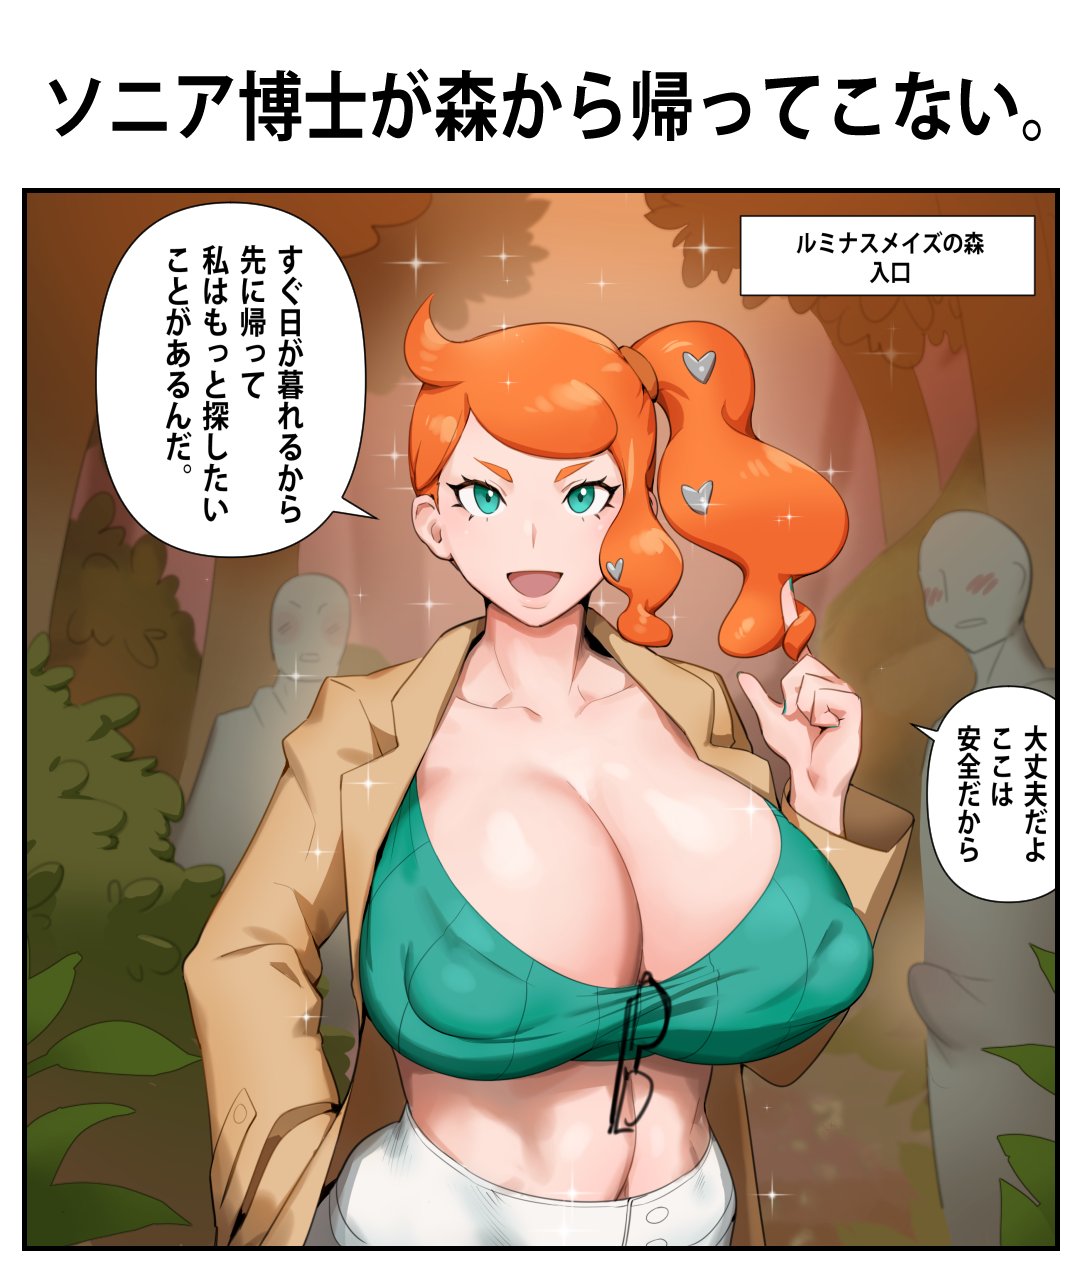 ソニア博士が森から帰ってこない。
ルミナスメイズの森
入口
すぐ日が暮れるから
先に帰って
私はもっと探したい
ことがあるんだ。
大丈夫だよ
ここは
安全だから